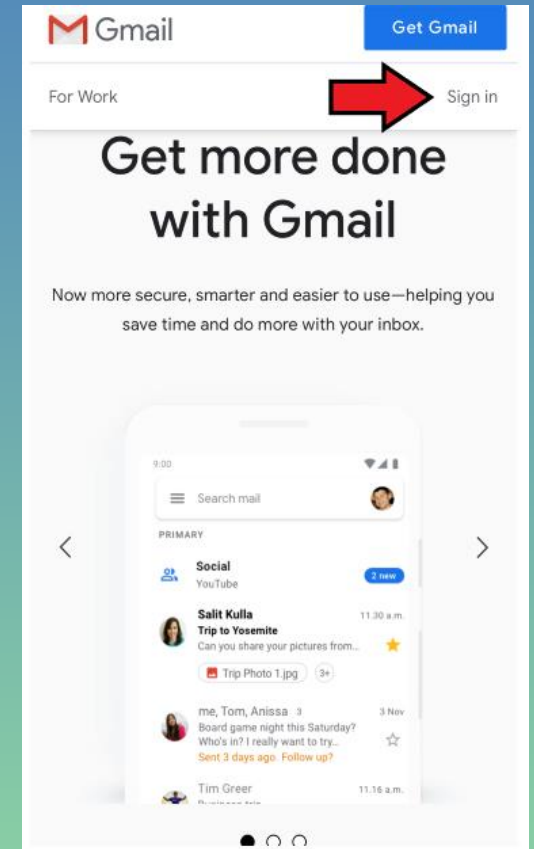 Gmail
Get Gmail
For Work
Sign in
Get more done
with Gmail
Now more secure, smarter and easier to use—helping you
save time and do more with your inbox.
9:00
Search mail
PRIMARY
Social
YouTube
2 new
Salit Kulla
11.30 a.m.
Trip to Yosemite
Can you share your pictures from...
Trip Photo 1.jpg
3+
me, Tom, Anissa 3
3 Nov
Board game night this Saturday?
Who's in? I really want to try...
Sent 3 days ago. Follow up?
Tim Greer
11.16 a.m.
Business trip